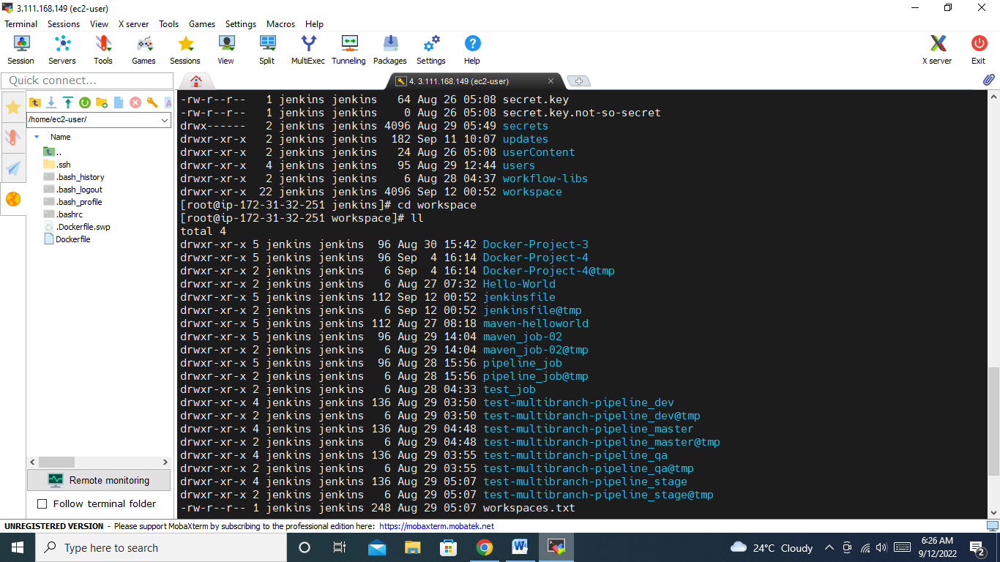 3.111.168.149 (ec2-user)
Terminal Sessions View X server Tools Games Settings Macros Help
Session Servers Tools Games Sessions View Split MultiExec Tunneling Packages Settings Help X server Exit
Quick connect...
4. 3.111.168.149 (ec2-user)
/home/ec2-user/
Name
..
.ssh
.bash_history
.bash_logout
.bash_profile
.bashrc
.Dockerfile.swp
Dockerfile
Remote monitoring
Follow terminal folder
-rw-r--r--   1 jenkins jenkins   64 Aug 26 05:08 secret.key
-rw-r--r--   1 jenkins jenkins    0 Aug 26 05:08 secret.key.not-so-secret
drwx------   2 jenkins jenkins 4096 Aug 29 05:49 secrets
drwxr-xr-x   2 jenkins jenkins  182 Sep 11 10:07 updates
drwxr-xr-x   2 jenkins jenkins   24 Aug 26 05:08 userContent
drwxr-xr-x   4 jenkins jenkins   95 Aug 29 12:44 users
drwxr-xr-x   2 jenkins jenkins    6 Aug 28 04:37 workflow-libs
drwxr-xr-x  22 jenkins jenkins 4096 Sep 12 00:52 workspace
[root@ip-172-31-32-251 jenkins]# cd workspace
[root@ip-172-31-32-251 workspace]# ll
total 4
drwxr-xr-x 5 jenkins jenkins  96 Aug 30 15:42 Docker-Project-3
drwxr-xr-x 5 jenkins jenkins  96 Sep  4 16:14 Docker-Project-4
drwxr-xr-x 2 jenkins jenkins   6 Sep  4 16:14 Docker-Project-4@tmp
drwxr-xr-x 2 jenkins jenkins   6 Aug 27 07:32 Hello-World
drwxr-xr-x 5 jenkins jenkins 112 Sep 12 00:52 jenkinsfile
drwxr-xr-x 2 jenkins jenkins   6 Sep 12 00:52 jenkinsfile@tmp
drwxr-xr-x 5 jenkins jenkins 112 Aug 27 08:18 maven-helloworld
drwxr-xr-x 5 jenkins jenkins  96 Aug 29 14:04 maven_job-02
drwxr-xr-x 2 jenkins jenkins   6 Aug 29 14:04 maven_job-02@tmp
drwxr-xr-x 5 jenkins jenkins  96 Aug 28 15:56 pipeline_job
drwxr-xr-x 2 jenkins jenkins   6 Aug 28 15:56 pipeline_job@tmp
drwxr-xr-x 2 jenkins jenkins   6 Aug 28 04:33 test_job
drwxr-xr-x 4 jenkins jenkins 136 Aug 29 03:50 test-multibranch-pipeline_dev
drwxr-xr-x 2 jenkins jenkins   6 Aug 29 03:50 test-multibranch-pipeline_dev@tmp
drwxr-xr-x 4 jenkins jenkins 136 Aug 29 04:48 test-multibranch-pipeline_master
drwxr-xr-x 2 jenkins jenkins   6 Aug 29 04:48 test-multibranch-pipeline_master@tmp
drwxr-xr-x 4 jenkins jenkins 136 Aug 29 03:55 test-multibranch-pipeline_qa
drwxr-xr-x 2 jenkins jenkins   6 Aug 29 03:55 test-multibranch-pipeline_qa@tmp
drwxr-xr-x 4 jenkins jenkins 136 Aug 29 05:07 test-multibranch-pipeline_stage
drwxr-xr-x 2 jenkins jenkins   6 Aug 29 05:07 test-multibranch-pipeline_stage@tmp
-rw-r--r-- 1 jenkins jenkins 248 Aug 29 05:07 workspaces.txt
UNREGISTERED VERSION - Please support MobaXterm by subscribing to the professional edition here: https://mobaxterm.mobatek.net
Type here to search
24°C Cloudy
6:26 AM
9/12/2022
2